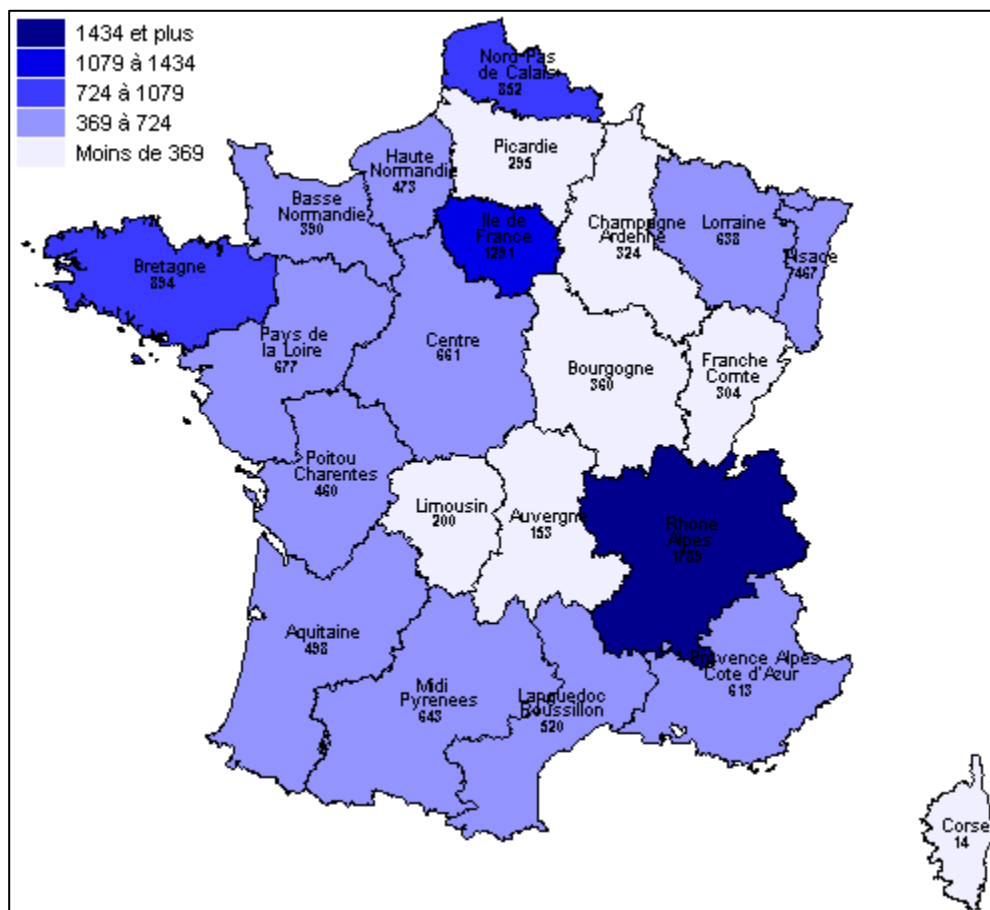 1434 et plus
1079 à 1434
724 à 1079
369 à 724
Moins de 369
Nord-Pas
de Calais
852
Picardie
295
Haute
Normandie
473
Basse
Normandie
390
Ile de
France
1291
Champagne
Ardenne
324
Lorraine
638
Alsace
467
Bretagne
894
Pays de
la Loire
677
Centre
661
Bourgogne
360
Franche
Comte
304
Poitou
Charentes
460
Limousin
200
Auvergne
153
Rhone
Alpes
1789
Aquitaine
498
Midi
Pyrenees
643
Languedoc
Roussillon
520
Provence Alpes
Cote d'Azur
613
Corse
14